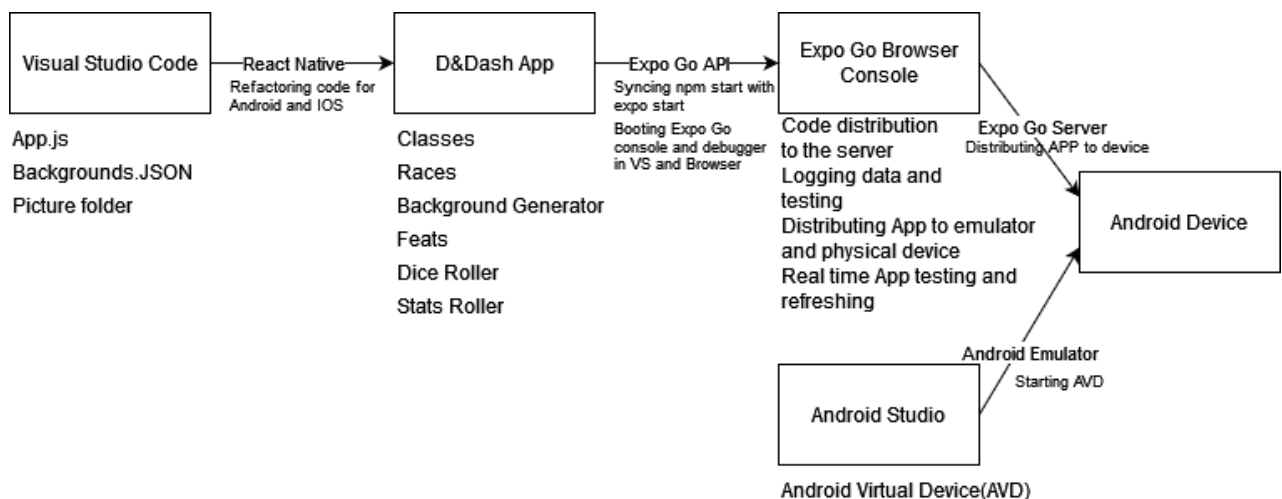 Visual Studio Code
App.js
Backgrounds.JSON
Picture folder
React Native
Refactoring code for
Android and IOS
D&Dash App
Classes
Races
Background Generator
Feats
Dice Roller
Stats Roller
Expo Go API
Syncing npm start with
expo start
Booting Expo Go
console and debugger
in VS and Browser
Expo Go Browser
Console
Code distribution
to the server
Logging data and
testing
Distributing App to emulator
and physical device
Real time App testing and
refreshing
Expo Go Server
Distributing APP to device
Android Device
Android Emulator
Starting AVD
Android Studio
Android Virtual Device(AVD)